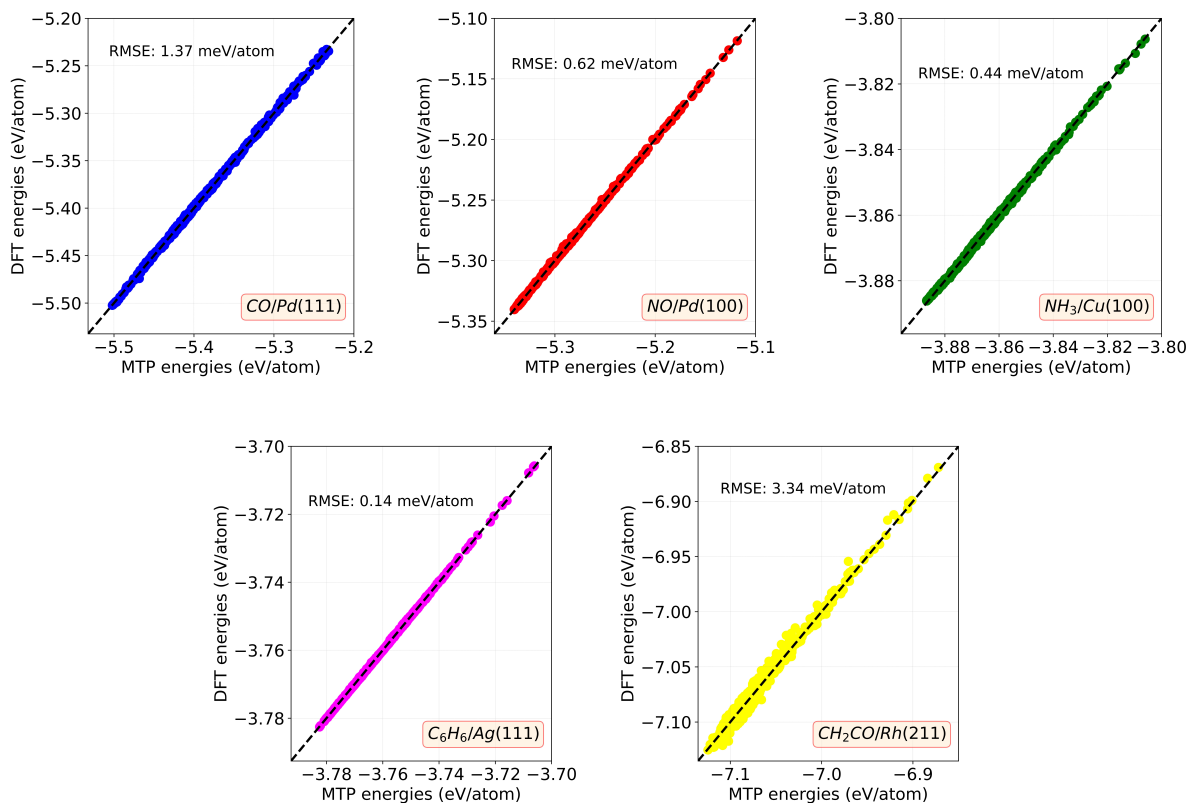 −5.20
−5.25
−5.30
−5.35
−5.40
−5.45
−5.50
DFT energies (eV/atom)
RMSE: 1.37 meV/atom
CO/Pd(111)
−5.5 −5.4 −5.3 −5.2
MTP energies (eV/atom)
−5.10
−5.15
−5.20
−5.25
−5.30
−5.35
DFT energies (eV/atom)
RMSE: 0.62 meV/atom
NO/Pd(100)
−5.3 −5.2 −5.1
MTP energies (eV/atom)
−3.80
−3.82
−3.84
−3.86
−3.88
DFT energies (eV/atom)
RMSE: 0.44 meV/atom
NH₃/Cu(100)
−3.88 −3.86 −3.84 −3.82 −3.80
MTP energies (eV/atom)
−3.70
−3.72
−3.74
−3.76
−3.78
DFT energies (eV/atom)
RMSE: 0.14 meV/atom
C₆H₆/Ag(111)
−3.78 −3.76 −3.74 −3.72 −3.70
MTP energies (eV/atom)
−6.85
−6.90
−6.95
−7.00
−7.05
−7.10
DFT energies (eV/atom)
RMSE: 3.34 meV/atom
CH₂CO/Rh(211)
−7.1 −7.0 −6.9
MTP energies (eV/atom)